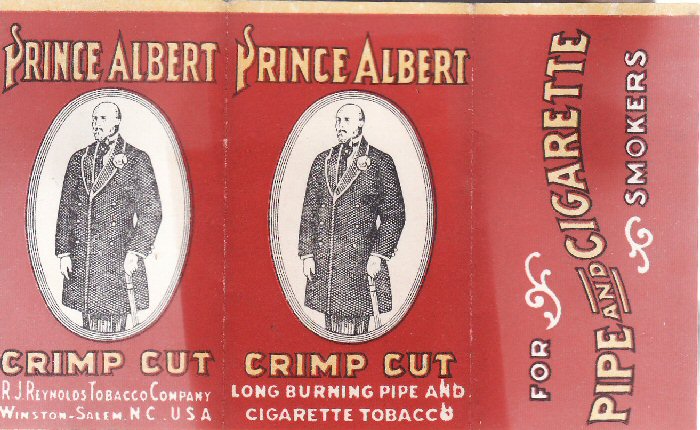 PRINCE ALBERT
CRIMP CUT
R.J. REYNOLDS TOBACCO COMPANY
WINSTON-SALEM. N.C. U.S.A
PRINCE ALBERT
CRIMP CUT
LONG BURNING PIPE AND
CIGARETTE TOBACCO
FOR
PIPE AND CIGARETTE
SMOKERS